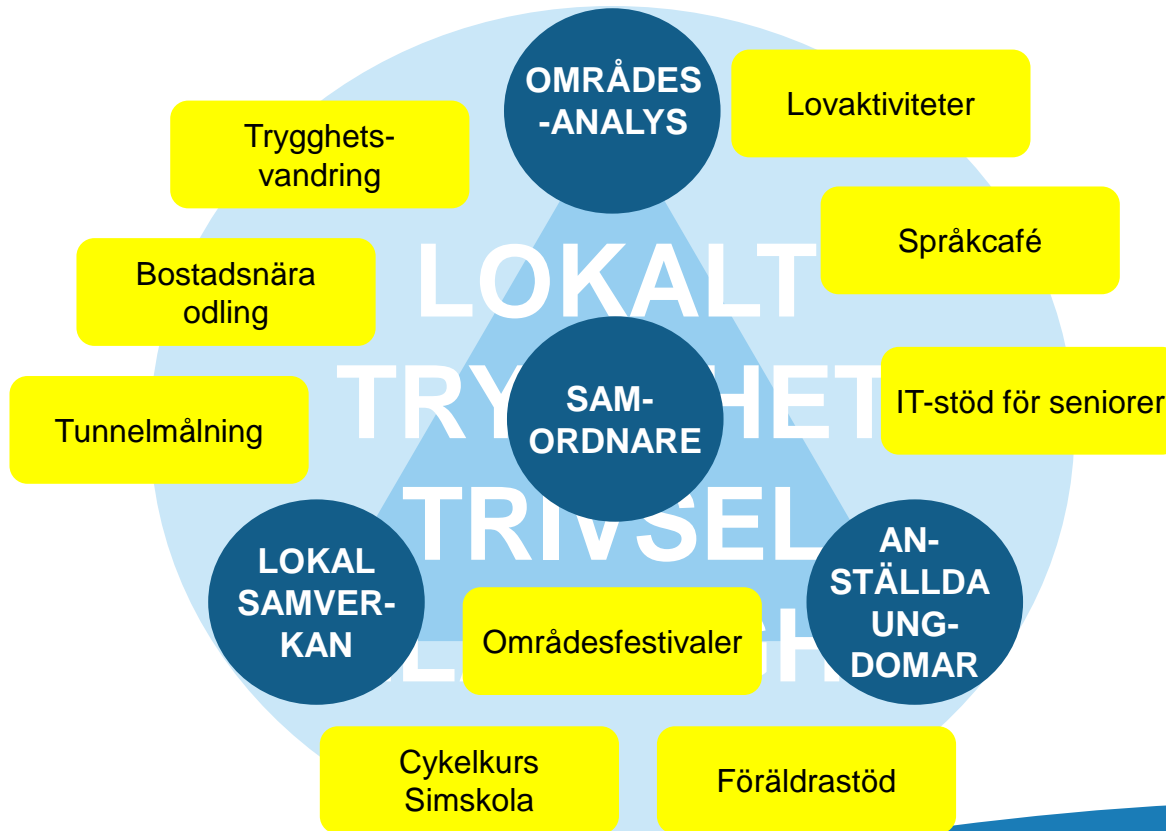 OMRÅDES
-ANALYS
Lovaktiviteter
Trygghets-
vandring
Språkcafé
Bostadsnära
odling
LOKALT
IT-stöd för seniorer
SAM-
ORDNARE
Tunnelmålning
TRIVSEL
LOKAL
SAMVER-
KAN
AN-
STÄLLDA
UNG-
DOMAR
Områdesfestivaler
Cykelkurs
Simskola
Föräldrastöd